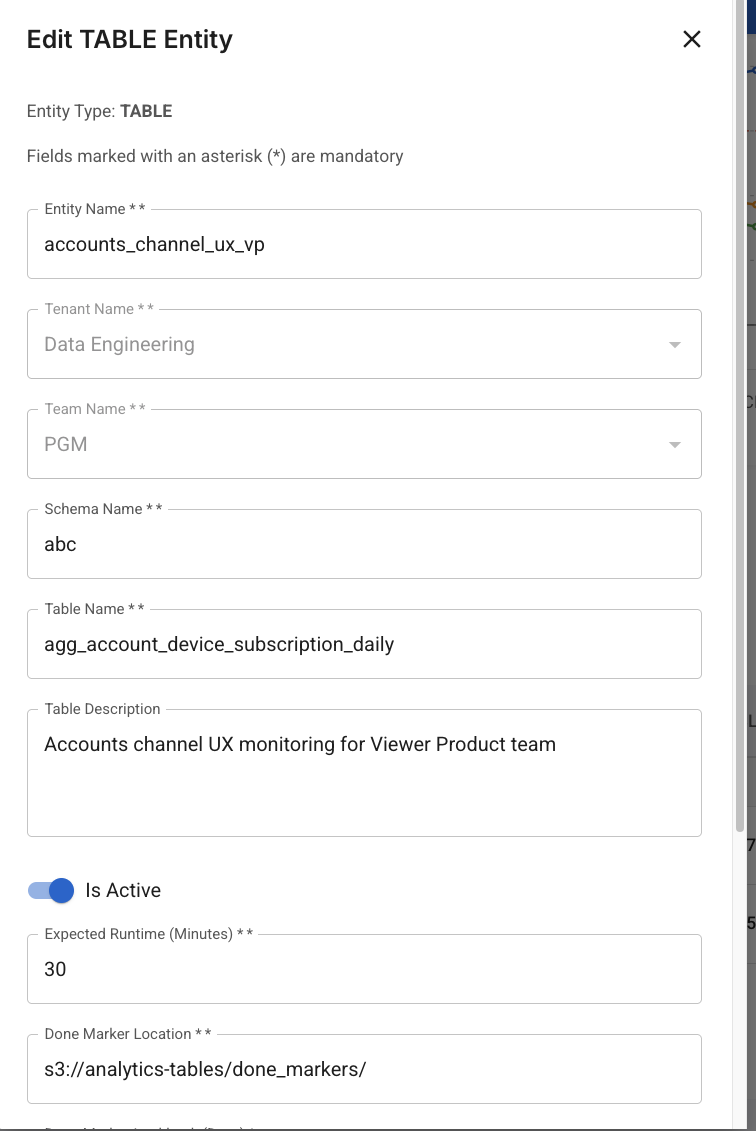 Edit TABLE Entity
Entity Type: TABLE
Fields marked with an asterisk (*) are mandatory
Entity Name * *
accounts_channel_ux_vp
Tenant Name * *
Data Engineering
Team Name * *
PGM
Schema Name * *
abc
Table Name * *
agg_account_device_subscription_daily
Table Description
Accounts channel UX monitoring for Viewer Product team
Is Active
Expected Runtime (Minutes) * *
30
Done Marker Location * *
s3://analytics-tables/done_markers/